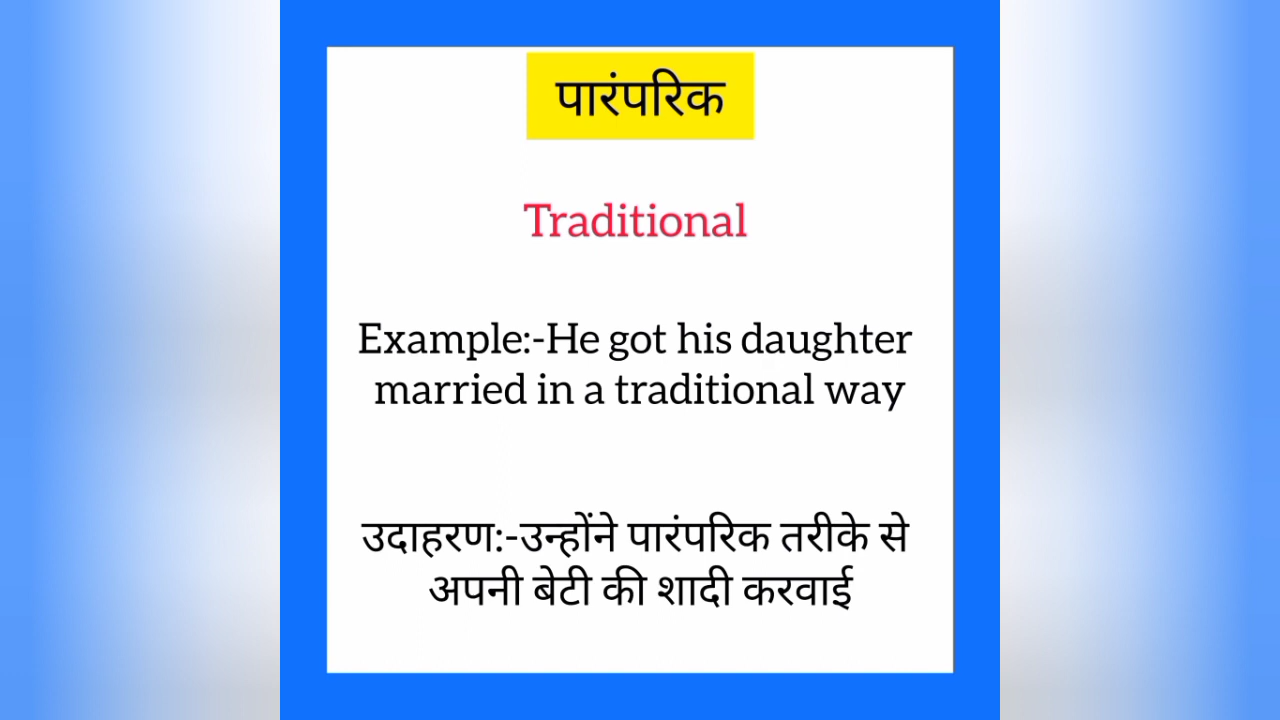 पारंपरिक
Traditional
Example:-He got his daughter
married in a traditional way
उदाहरण:-उन्होंने पारंपरिक तरीके से
अपनी बेटी की शादी करवाई